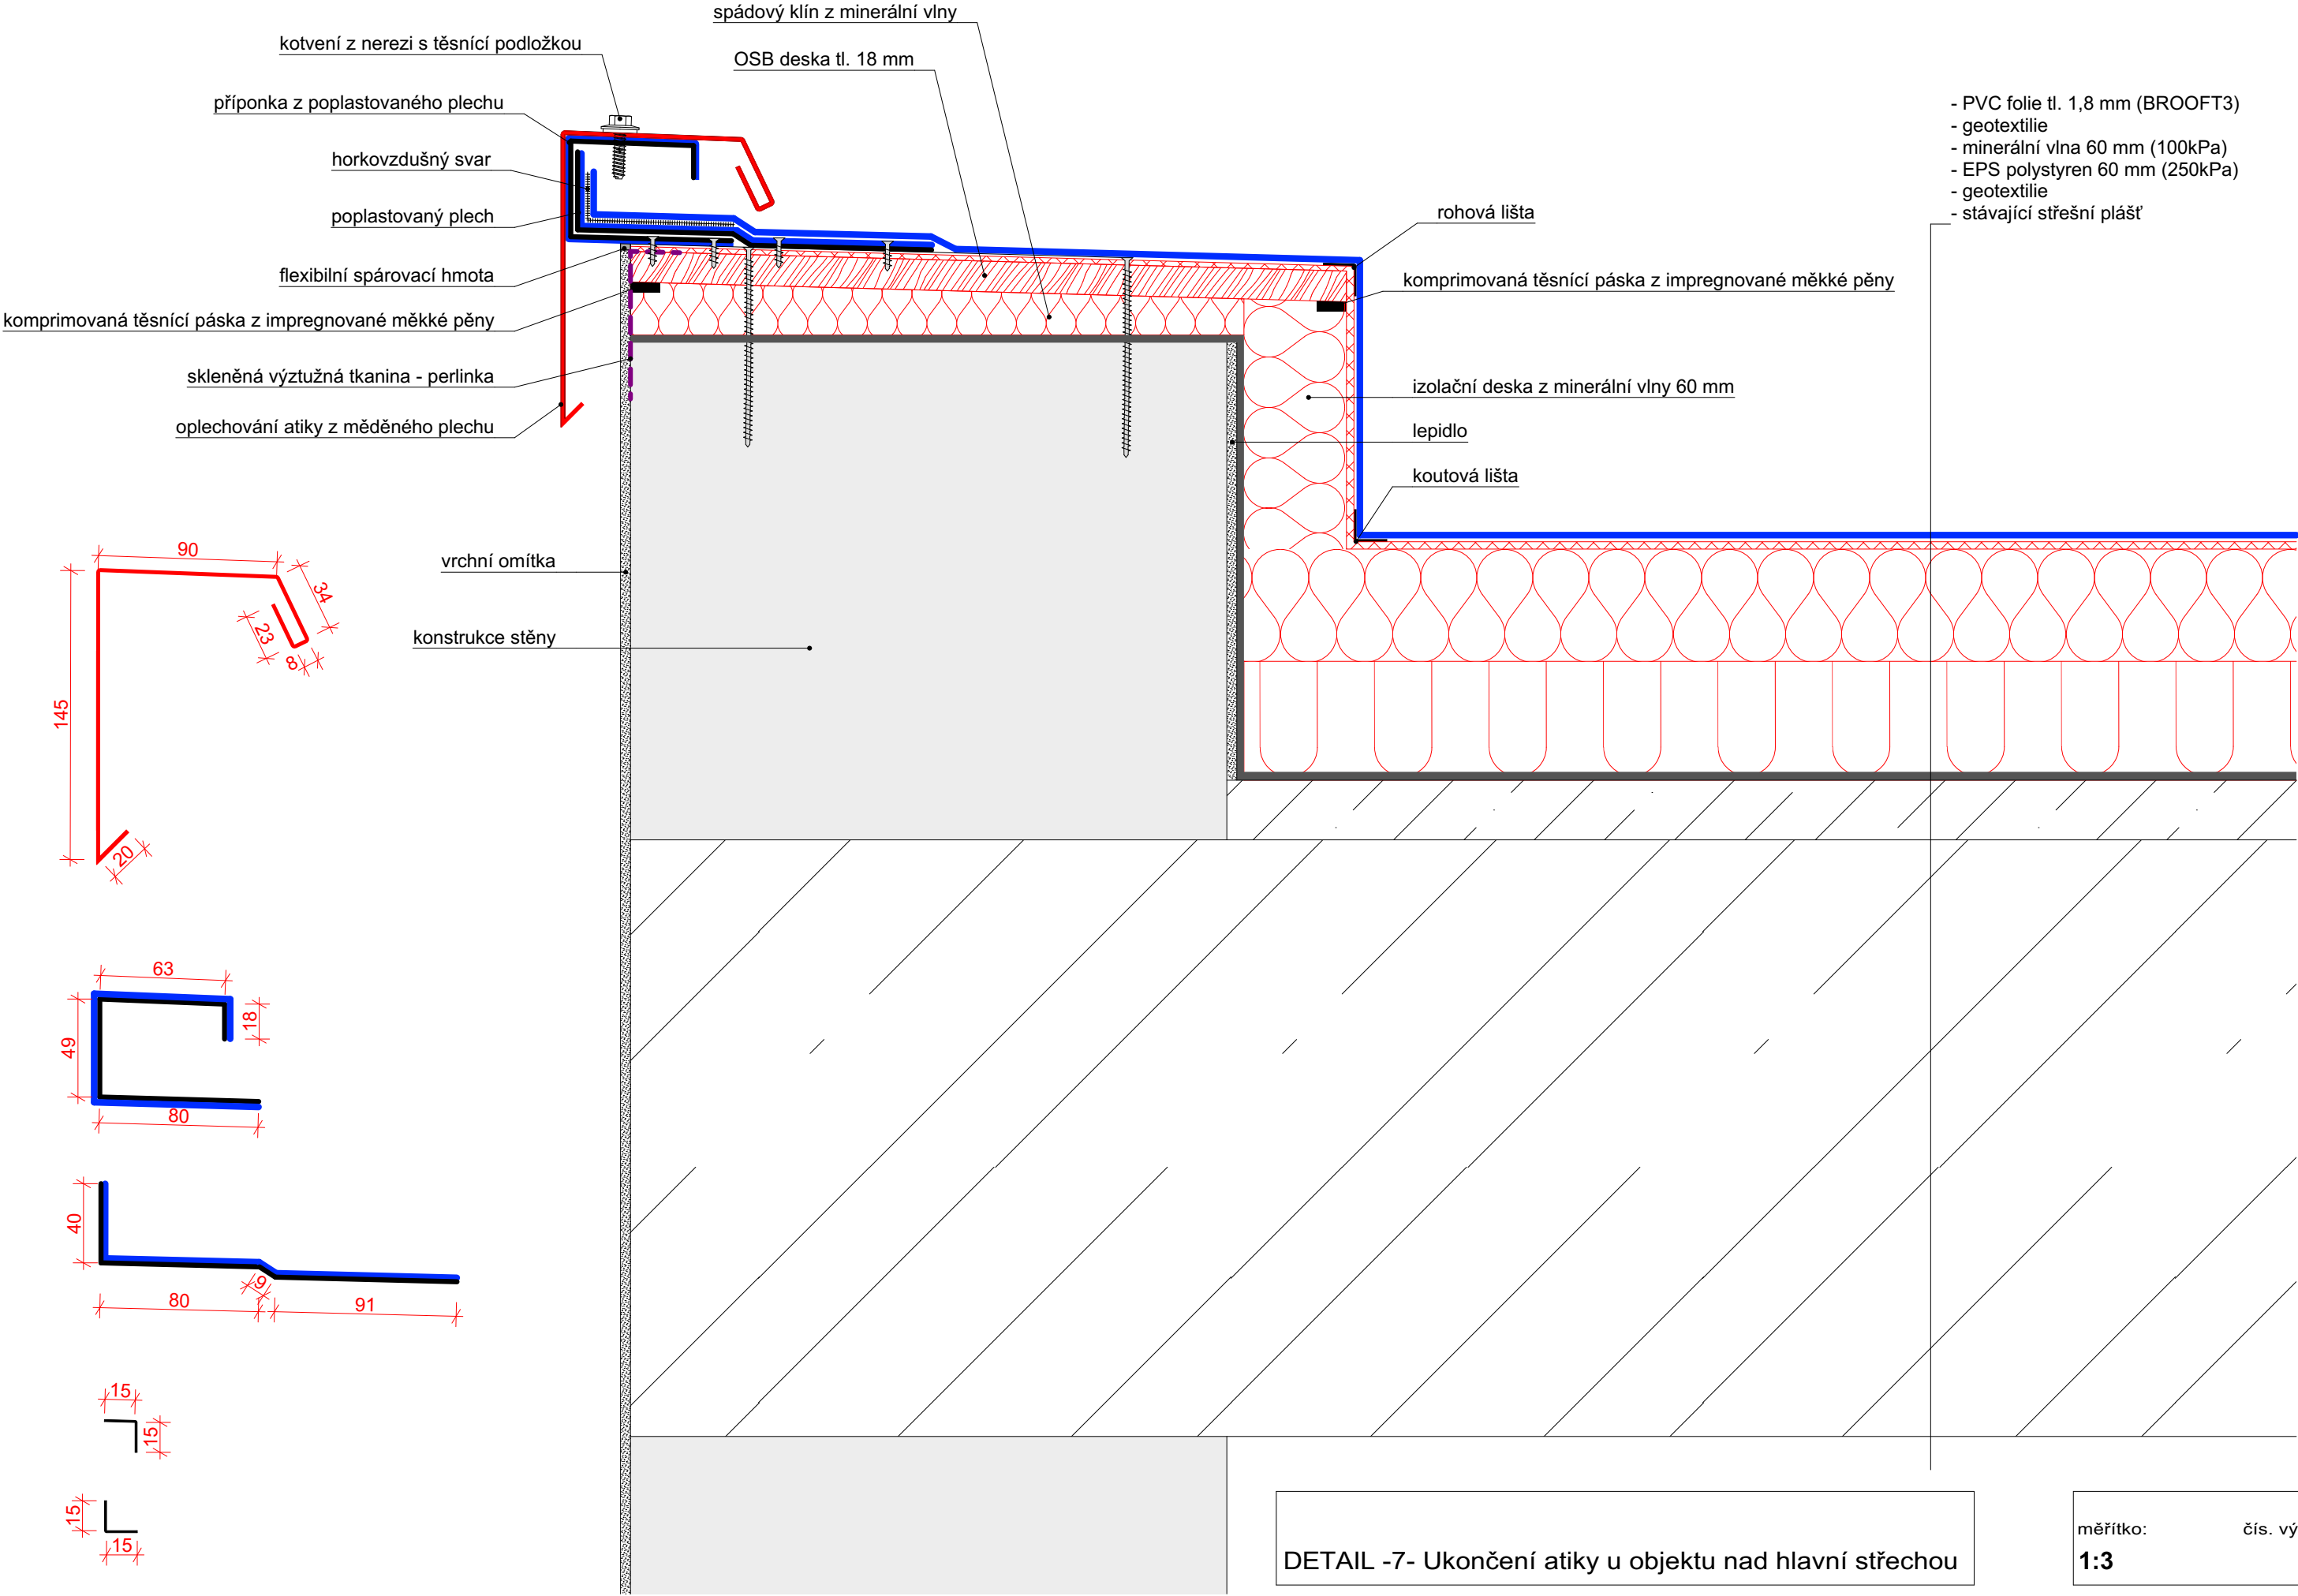 spádový klín z minerální vlny
kotvení z nerezi s těsnící podložkou
OSB deska tl. 18 mm
příponka z poplastovaného plechu
horkovzdušný svar
poplastovaný plech
flexibilní spárovací hmota
komprimovaná těsnící páska z impregnované měkké pěny
skleněná výztužná tkanina - perlinka
oplechování atiky z měděného plechu
vrchní omítka
konstrukce stěny
- PVC folie tl. 1,8 mm (BROOFT3)
- geotextilie
- minerální vlna 60 mm (100kPa)
- EPS polystyren 60 mm (250kPa)
- geotextilie
- stávající střešní plášť
rohová lišta
komprimovaná těsnící páska z impregnované měkké pěny
izolační deska z minerální vlny 60 mm
lepidlo
koutová lišta
90
34
23
8
145
20
63
18
49
80
40
9
80
91
15
15
15
15
DETAIL -7- Ukončení atiky u objektu nad hlavní střechou
měřítko: čís. vý
1:3